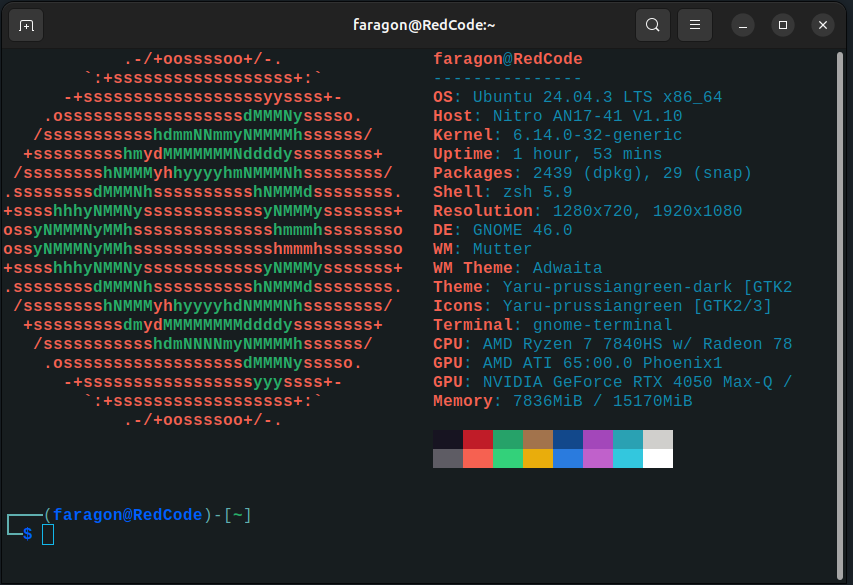 faragon@RedCode:~
.-/+oossssoo+/-.
`:+ssssssssssssssssss+:`
-+ssssssssssssssssssyyssss+-
.ossssssssssssssssssdMMMNysssso.
/ssssssssssshdmmNNmmyNMMMMhssssss/
+ssssssssshmydMMMMMMMNddddyssssssss+
/sssssssshNMMMyhhyyyyhmNMMMNhssssssss/
.ssssssssdMMMNhsssssssssshNMMMdssssssss.
+sssshhhyNMMNyssssssssssssyNMMMysssssss+
ossyNMMMNyMMhsssssssssssssshmmmhssssssso
ossyNMMMNyMMhsssssssssssssshmmmhssssssso
+sssshhhyNMMNyssssssssssssyNMMMysssssss+
.ssssssssdMMMNhsssssssssshNMMMdssssssss.
/sssssssshNMMMyhhyyyyhdNMMMNhssssssss/
+sssssssssdmydMMMMMMMMddddyssssssss+
/ssssssssssshdmNNNNmyNMMMMhssssss/
.ossssssssssssssssssdMMMNysssso.
-+sssssssssssssssssyyyssss+-
`:+ssssssssssssssssss+:`
.-/+oossssoo+/-.
faragon@RedCode
---------------
OS: Ubuntu 24.04.3 LTS x86_64
Host: Nitro AN17-41 V1.10
Kernel: 6.14.0-32-generic
Uptime: 1 hour, 53 mins
Packages: 2439 (dpkg), 29 (snap)
Shell: zsh 5.9
Resolution: 1280x720, 1920x1080
DE: GNOME 46.0
WM: Mutter
WM Theme: Adwaita
Theme: Yaru-prussiangreen-dark [GTK2
Icons: Yaru-prussiangreen [GTK2/3]
Terminal: gnome-terminal
CPU: AMD Ryzen 7 7840HS w/ Radeon 78
GPU: AMD ATI 65:00.0 Phoenix1
GPU: NVIDIA GeForce RTX 4050 Max-Q /
Memory: 7836MiB / 15170MiB
┌───(faragon@RedCode)-[~]
└─$